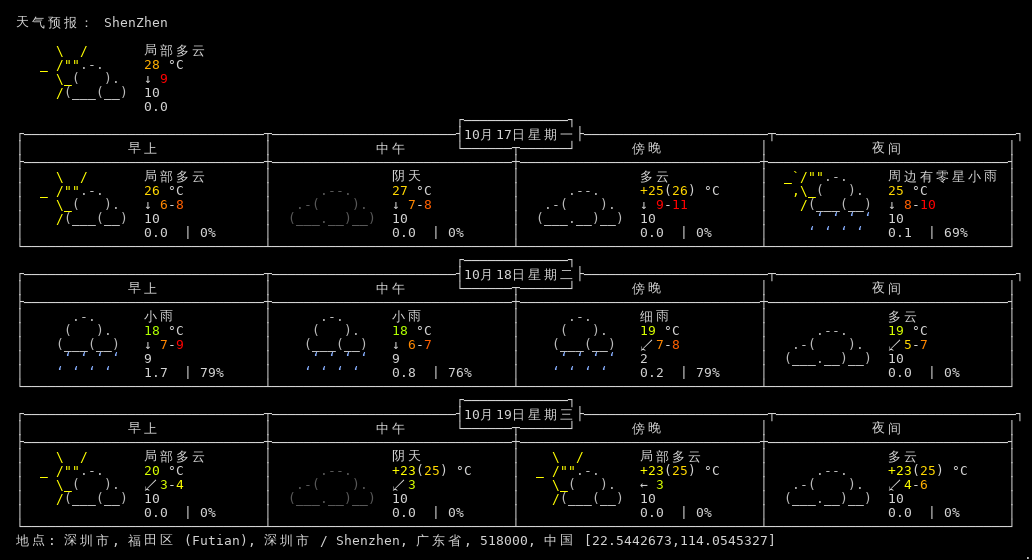 天气预报： ShenZhen
局部多云
28 °C
↓ 9
10
0.0
10月17日星期一
早上 中午 傍晚 夜间
局部多云 阴天 多云 周边有零星小雨
26 °C 27 °C +25(26) °C 25 °C
↓ 6-8 ↓ 7-8 ↓ 9-11 ↓ 8-10
10 10 10 10
0.0 | 0% 0.0 | 0% 0.0 | 0% 0.1 | 69%
10月18日星期二
早上 中午 傍晚 夜间
小雨 小雨 细雨 多云
18 °C 18 °C 19 °C 19 °C
↓ 7-9 ↓ 6-7 ↙ 7-8 ↙ 5-7
9 9 2 10
1.7 | 79% 0.8 | 76% 0.2 | 79% 0.0 | 0%
10月19日星期三
早上 中午 傍晚 夜间
局部多云 阴天 局部多云 多云
20 °C +23(25) °C +23(25) °C +23(25) °C
↙ 3-4 ↙ 3 ← 3 ↙ 4-6
10 10 10 10
0.0 | 0% 0.0 | 0% 0.0 | 0% 0.0 | 0%
地点: 深圳市, 福田区 (Futian), 深圳市 / Shenzhen, 广东省, 518000, 中国 [22.5442673,114.0545327]